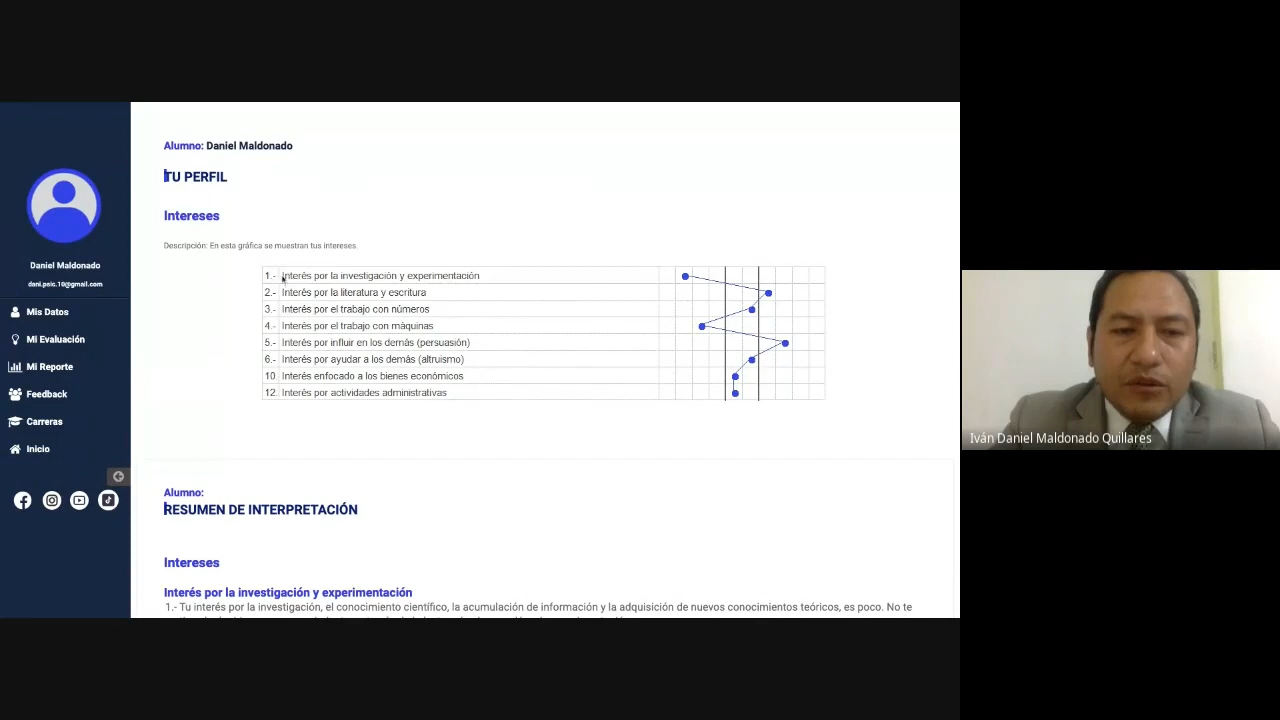 Alumno: Daniel Maldonado
TU PERFIL
Intereses
Descripción: En esta gráfica se muestran tus intereses.
1.- Interés por la investigación y experimentación
2.- Interés por la literatura y escritura
3.- Interés por el trabajo con números
4.- Interés por el trabajo con máquinas
5.- Interés por influir en los demás (persuasión)
6.- Interés por ayudar a los demás (altruismo)
10. Interés enfocado a los bienes económicos
12. Interés por actividades administrativas
Daniel Maldonado
dani.psic.10@gmail.com
Mis Datos
Mi Evaluación
Mi Reporte
Feedback
Carreras
Inicio
Alumno:
RESUMEN DE INTERPRETACIÓN
Intereses
Interés por la investigación y experimentación
1.- Tu interés por la investigación, el conocimiento científico, la acumulación de información y la adquisición de nuevos conocimientos teóricos, es poco. No te
Iván Daniel Maldonado Quillares